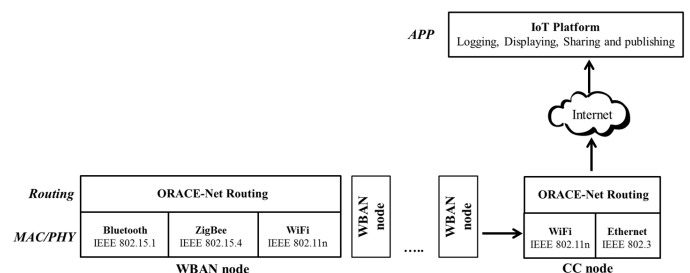 APP
IoT Platform
Logging, Displaying, Sharing and publishing
Internet
Routing
ORACE-Net Routing
WBAN node
WBAN node
ORACE-Net Routing
MAC/PHY
Bluetooth
IEEE 802.15.1
ZigBee
IEEE 802.15.4
WiFi
IEEE 802.11n
.....
WiFi
IEEE 802.11n
Ethernet
IEEE 802.3
WBAN node
CC node